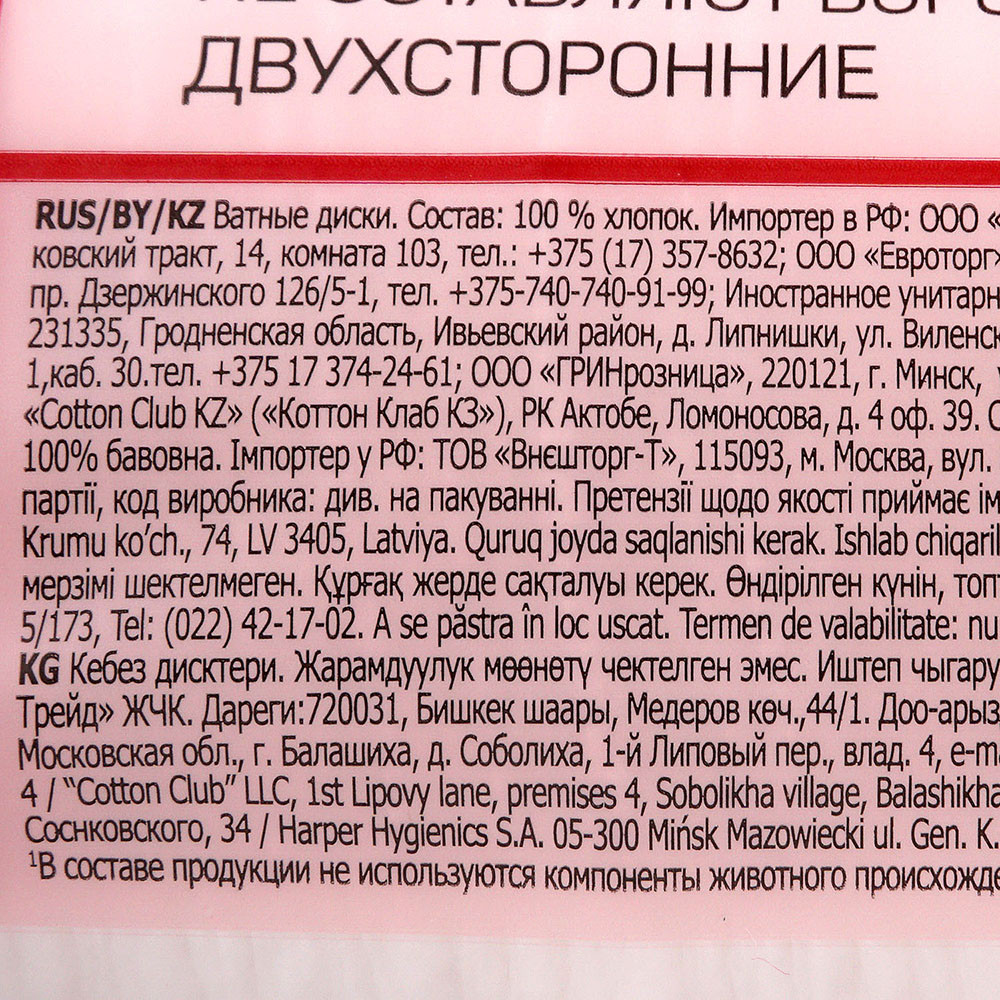 НЕ ОСТАВЛЯЮТ
ДВУХСТОРОННИЕ
RUS/BY/KZ Ватные диски. Состав: 100 % хлопок. Импортер в РФ: ООО «
ковский тракт, 14, комната 103, тел.: +375 (17) 357-8632; ООО «Евроторг»
пр. Дзержинского 126/5-1, тел. +375-740-740-91-99; Иностранное унитарн
231335, Гродненская область, Ивьевский район, д. Липнишки, ул. Виленск
1,каб. 30.тел. +375 17 374-24-61; ООО «ГРИНрозница», 220121, г. Минск,
«Cotton Club KZ» («Коттон Клаб КЗ»), РК Актобе, Ломоносова, д. 4 оф. 39.
100% бавовна. Імпортер у РФ: ТОВ «Внєшторг-Т», 115093, м. Москва, вул.
партії, код виробника: див. на пакуванні. Претензії щодо якості приймає ім
Krumu ko’ch., 74, LV 3405, Latviya. Quruq joyda saqlanishi kerak. Ishlab chiqaril
мерзімі шектелмеген. Құрғақ жерде сақталуы керек. Өндірілген күнін, топт
5/173, Tel: (022) 42-17-02. A se păstra în loc uscat. Termen de valabilitate: nu
KG Кебез дисктери. Жарамдуулук мөөнөтү чектелген эмес. Иштеп чыгару
Трейд» ЖЧК. Дареги:720031, Бишкек шаары, Медеров көч.,44/1. Доо-арыз
Московская обл., г. Балашиха, д. Соболиха, 1-й Липовый пер., влад. 4, e-ma
4 / “Cotton Club” LLC, 1st Lipovy lane, premises 4, Sobolikha village, Balashikha
Соснковского, 34 / Harper Hygienics S.A. 05-300 Mińsk Mazowiecki ul. Gen. K.
¹В составе продукции не используются компоненты животного происхожде